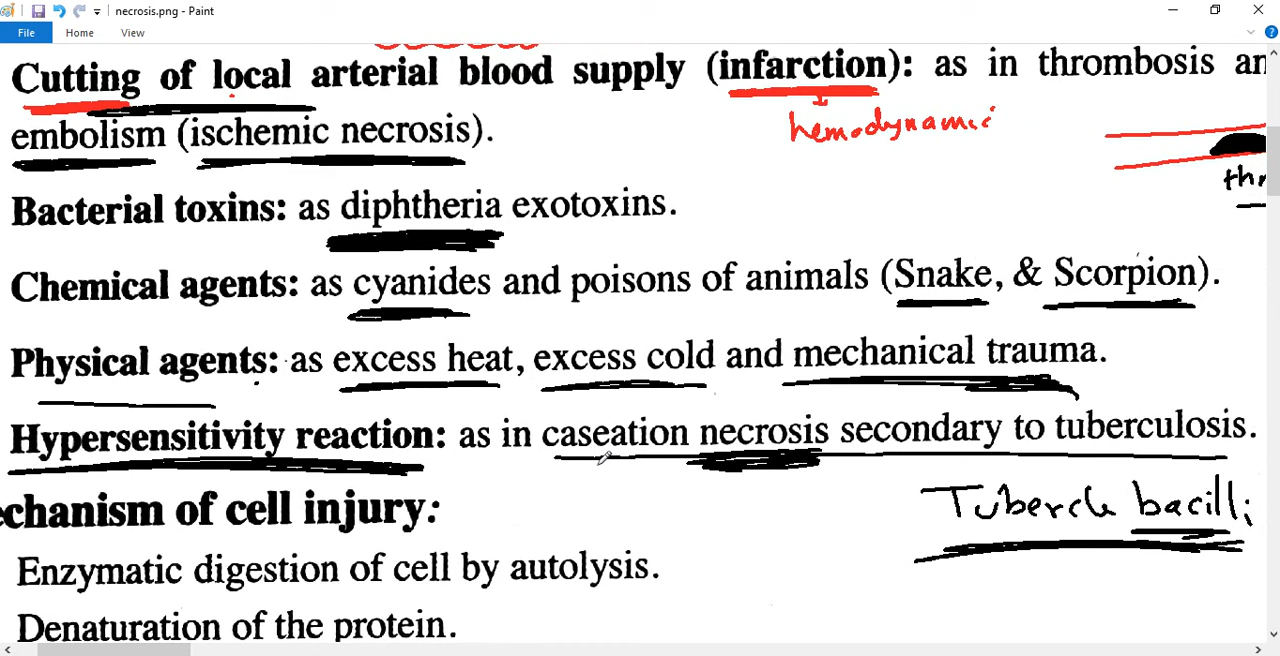 necrosis.png - Paint
File Home View
Cutting of local arterial blood supply (infarction): as in thrombosis an
hemodynamic
embolism (ischemic necrosis).
thr
Bacterial toxins: as diphtheria exotoxins.
Chemical agents: as cyanides and poisons of animals (Snake, & Scorpion).
Physical agents: as excess heat, excess cold and mechanical trauma.
Hypersensitivity reaction: as in caseation necrosis secondary to tuberculosis.
Tubercle bacilli
echanism of cell injury:
Enzymatic digestion of cell by autolysis.
Denaturation of the protein.